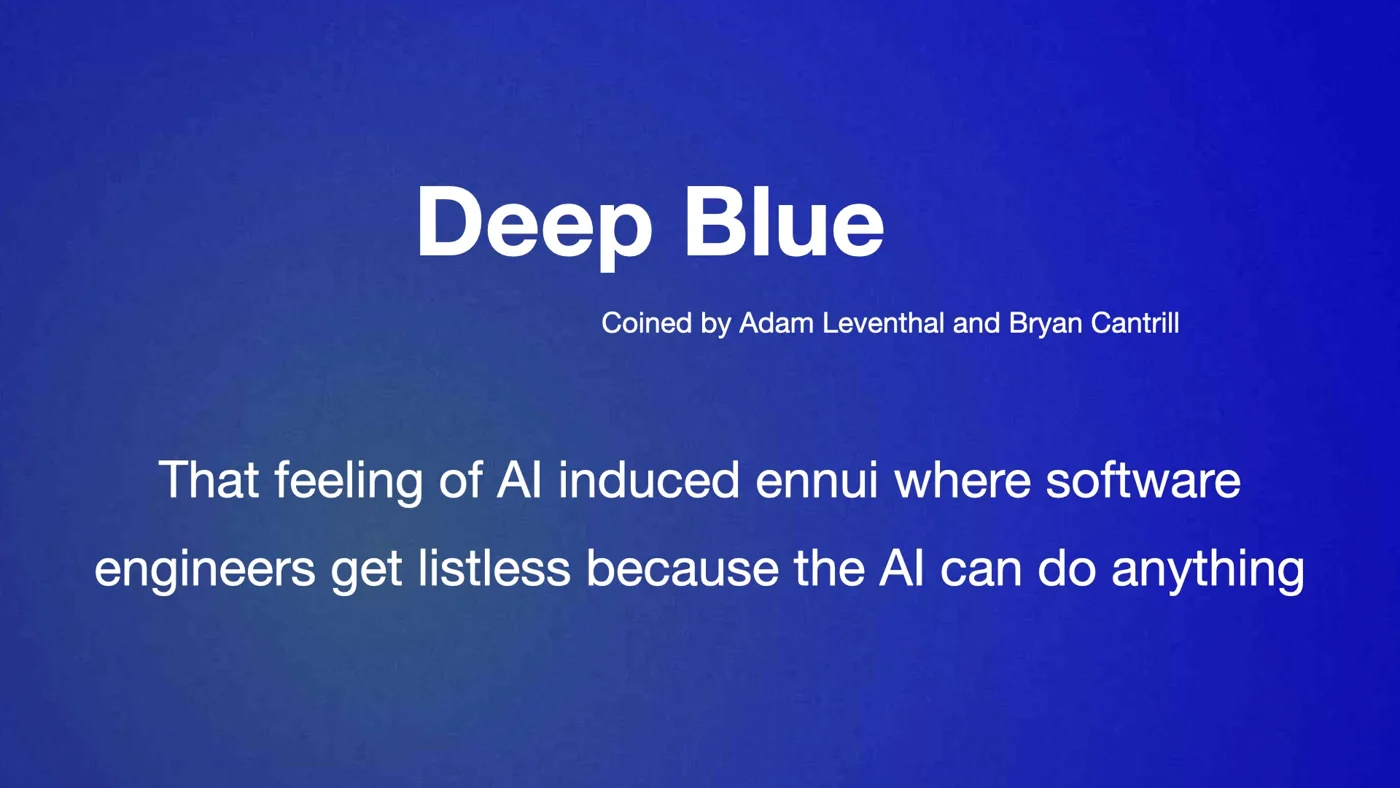 Deep Blue
Coined by Adam Leventhal and Bryan Cantrill
That feeling of AI induced ennui where software
engineers get listless because the AI can do anything